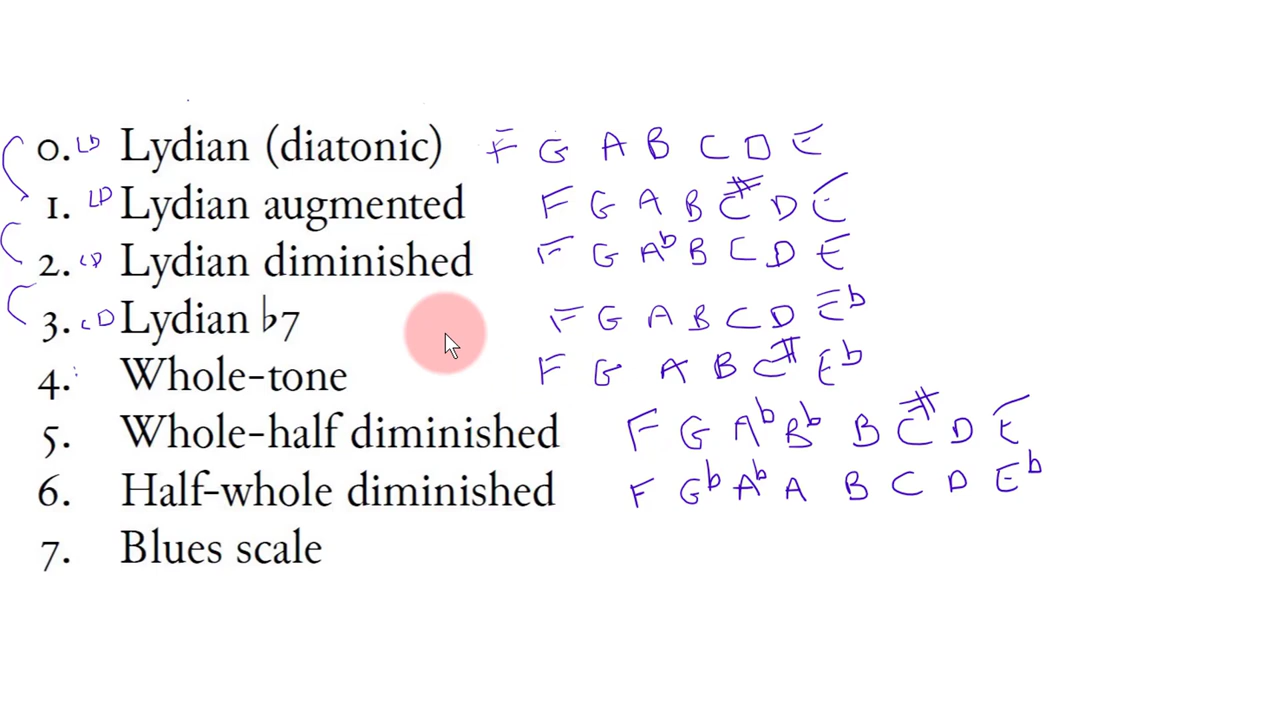 0. LD Lydian (diatonic) F G A B C D E
1. LD Lydian augmented F G A B C# D E
2. LD Lydian diminished F G Ab B C D E
3. LD Lydian ♭7 F G A B C D Eb
4. Whole-tone F G A B C# Eb
5. Whole-half diminished F G Ab Bb B C# D E
6. Half-whole diminished F Gb Ab A B C D Eb
7. Blues scale